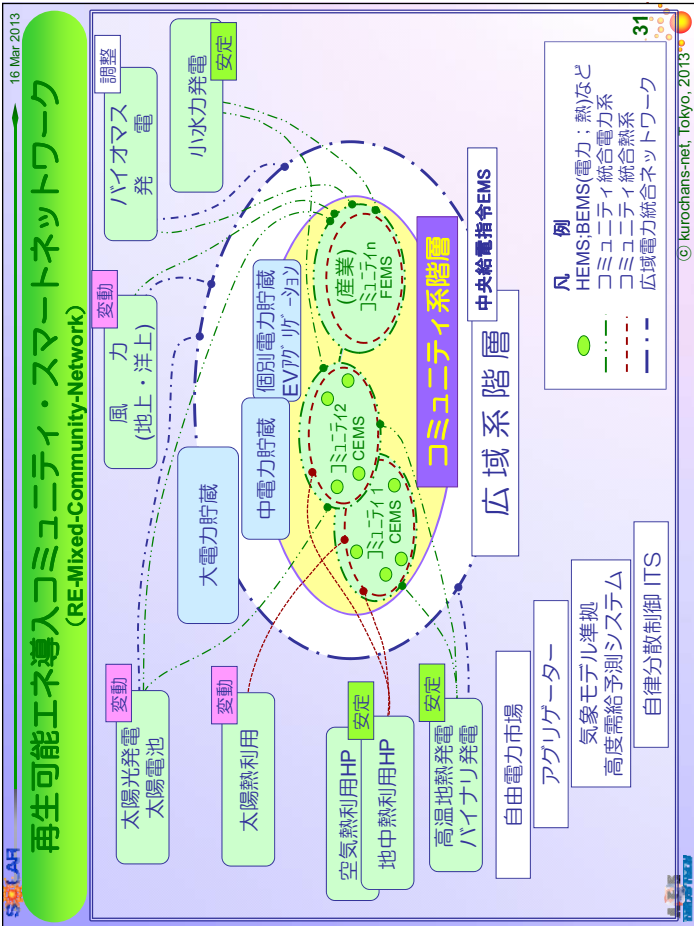 SOLAR
16 Mar 2013
再生可能エネ導入コミュニティ・スマートネットワーク
(RE-Mixed-Community-Network)
太陽光発電
太陽電池
変動
風 力
(地上・洋上)
変動
バイオマス
発 電
調整
小水力発電
安定
太陽熱利用
変動
大電力貯蔵
中電力貯蔵
個別電力貯蔵
EVアグリゲーション
空気熱利用HP
地中熱利用HP
安定
高温地熱発電
バイナリ発電
安定
コミュニティ1
CEMS
コミュニティ2
CEMS
(産業)
コミュニティn
FEMS
コミュニティ系階層
中央給電指令EMS
広域系階層
自由電力市場
アグリゲーター
気象モデル準拠
高度需給予測システム
自律分散制御 ITS
凡 例
HEMS;BEMS(電力；熱)など
コミュニティ統合電力系
コミュニティ統合熱系
広域電力統合ネットワーク
31
© kurochans-net, Tokyo, 2013